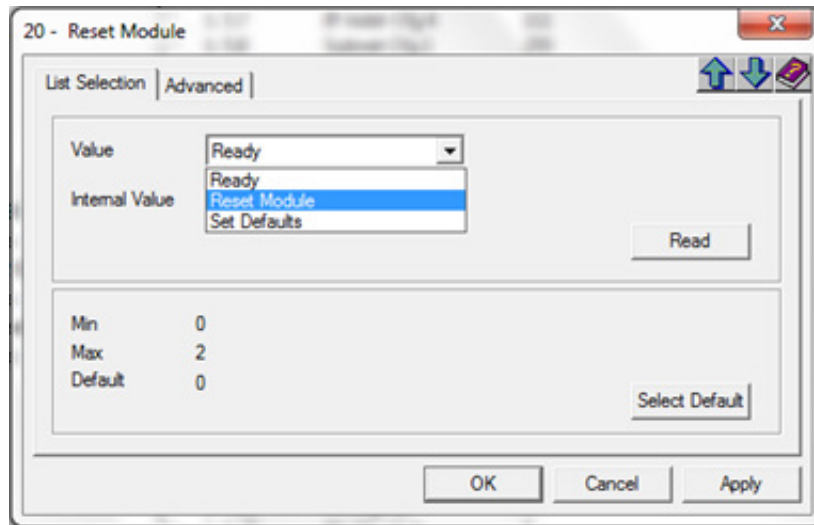 20 - Reset Module
List Selection
Advanced
Value
Ready
Ready
Reset Module
Set Defaults
Internal Value
Read
Min 0
Max 2
Default 0
Select Default
OK
Cancel
Apply